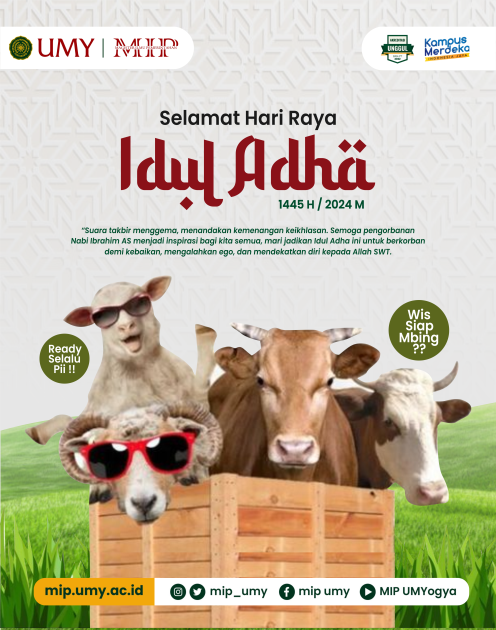 UMY | MIP
UNGGUL
Kampus
Merdeka
INDONESIA JAYA
Selamat Hari Raya
Idul Adha
1445 H / 2024 M
"Suara takbir menggema, menandakan kemenangan keikhlasan. Semoga pengorbanan
Nabi Ibrahim AS menjadi inspirasi bagi kita semua, mari jadikan Idul Adha ini untuk berkorban
demi kebaikan, mengalahkan ego, dan mendekatkan diri kepada Allah SWT.
Wis
Siap
Mbing
??
Ready
Selalu
Pii !!
mip.umy.ac.id
mip_umy
mip umy
MIP UMYogya